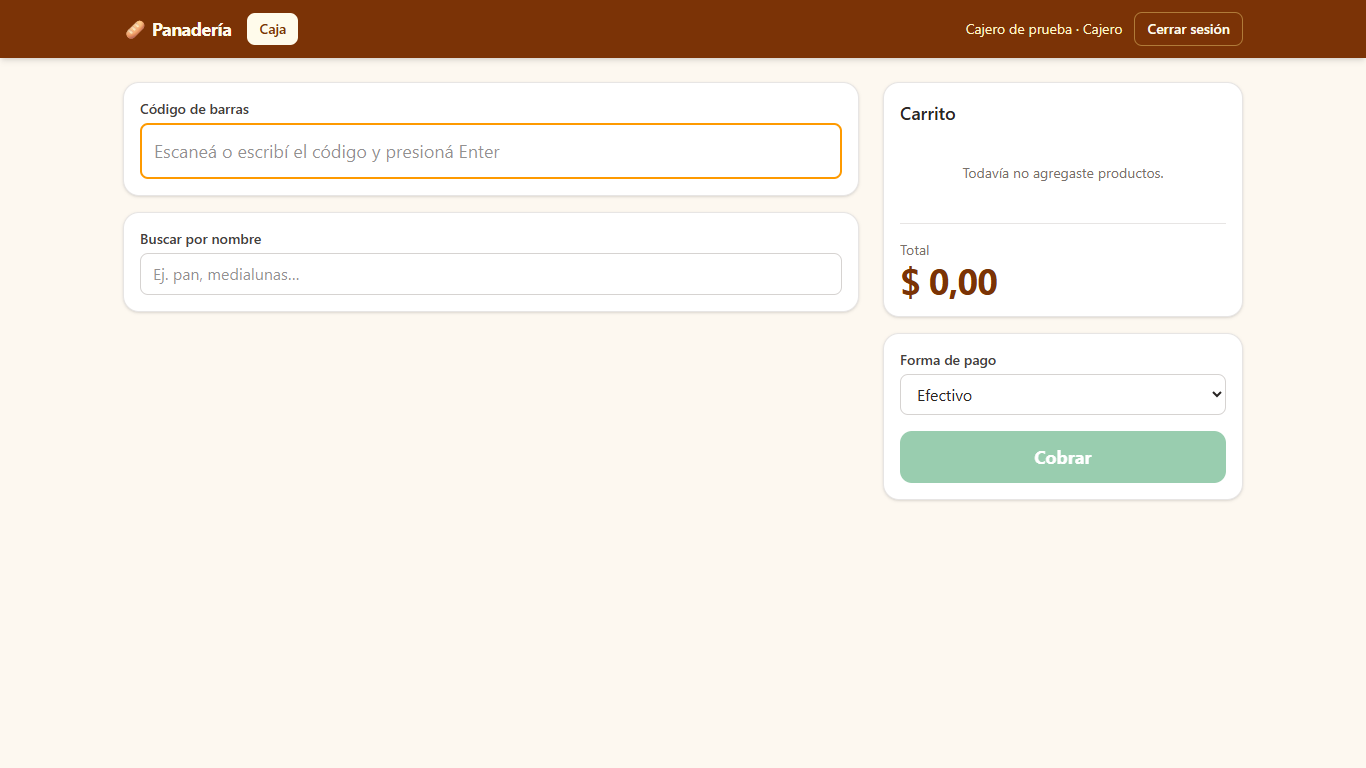 Panadería
Caja
Cajero de prueba · Cajero
Cerrar sesión
Código de barras
Escaneá o escribí el código y presioná Enter
Buscar por nombre
Ej. pan, medialunas...
Carrito
Todavía no agregaste productos.
Total
$ 0,00
Forma de pago
Efectivo
Cobrar